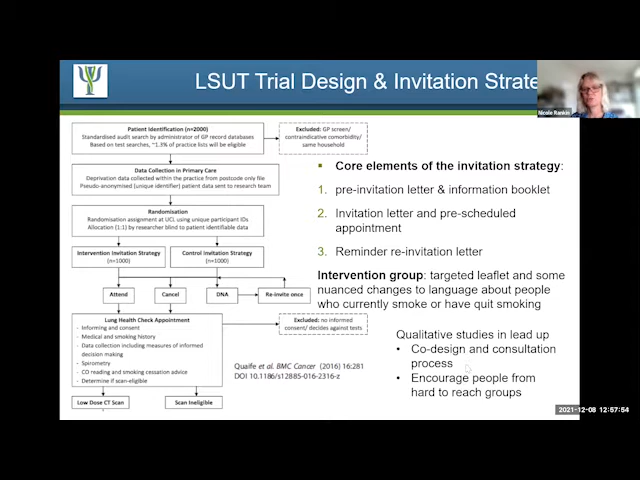 LSUT Trial Design & Invitation Strate
Nicole Rankin
Patient Identification (n=2000)
Standardised audit search by administrator of GP record databases
Based on test searches, ~1.3% of practice lists will be eligible
Excluded: GP screen/
contraindicative comorbidity/
same household
Data Collection in Primary Care
Deprivation data collected within the practice from postcode only file
Pseudo-anonymised (unique identifier) patient data sent to research team
Randomisation
Randomisation assignment at UCL using unique participant IDs
Allocation (1:1) by researcher blind to patient identifiable data
Intervention Invitation Strategy
(n=1000)
Control Invitation Strategy
(n=1000)
Attend
Cancel
DNA
Re-invite once
Lung Health Check Appointment
- Informing and consent
- Medical and smoking history
- Data collection including measures of informed
decision making
- Spirometry
- CO reading and smoking cessation advice
- Determine if scan-eligible
Excluded: no informed
consent/ decides against tests
Low Dose CT Scan
Scan Ineligible
▪ Core elements of the invitation strategy:
1. pre-invitation letter & information booklet
2. Invitation letter and pre-scheduled
appointment
3. Reminder re-invitation letter
Intervention group: targeted leaflet and some
nuanced changes to language about people
who currently smoke or have quit smoking
Qualitative studies in lead up
• Co-design and consultation
process
• Encourage people from
hard to reach groups
Quaife et al. BMC Cancer (2016) 16:281
DOI 10.1186/s12885-016-2316-z
2021-12-08 12:57:54